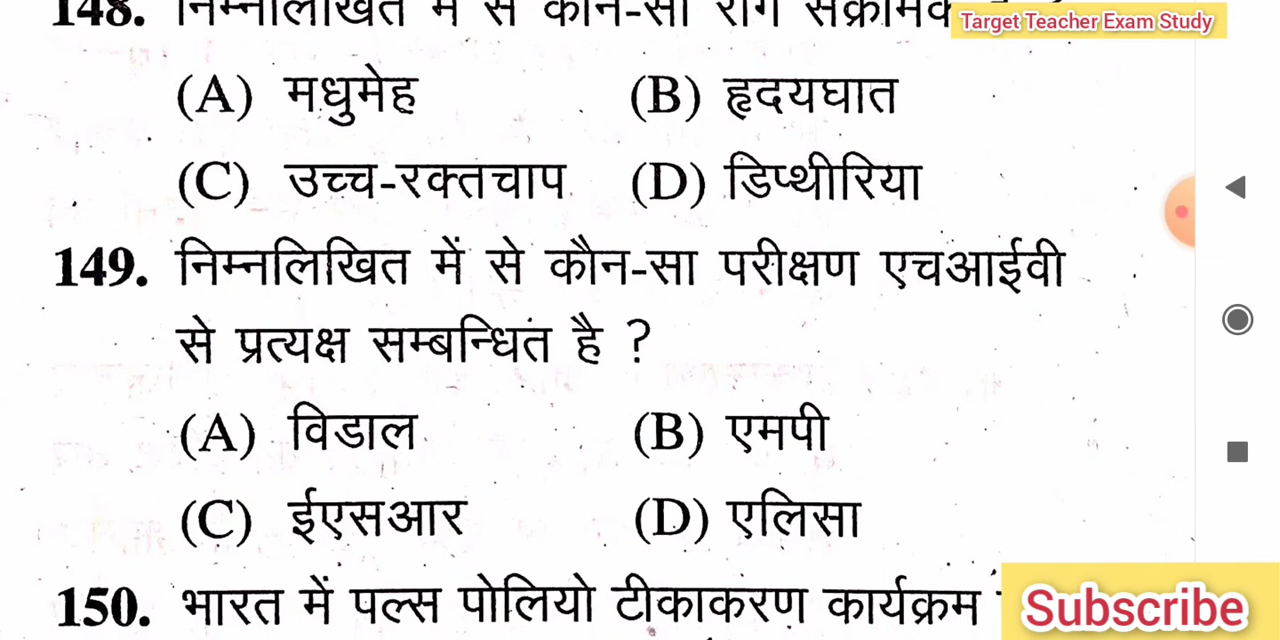 148. निम्नलिखित में से कौन-सा रोग संक्रामक
Target Teacher Exam Study
(A) मधुमेह (B) हृदयघात
(C) उच्च-रक्तचाप (D) डिप्थीरिया
149. निम्नलिखित में से कौन-सा परीक्षण एचआईवी
से प्रत्यक्ष सम्बन्धित है ?
(A) विडाल (B) एमपी
(C) ईएसआर (D) एलिसा
150. भारत में पल्स पोलियो टीकाकरण कार्यक्रम
Subscribe